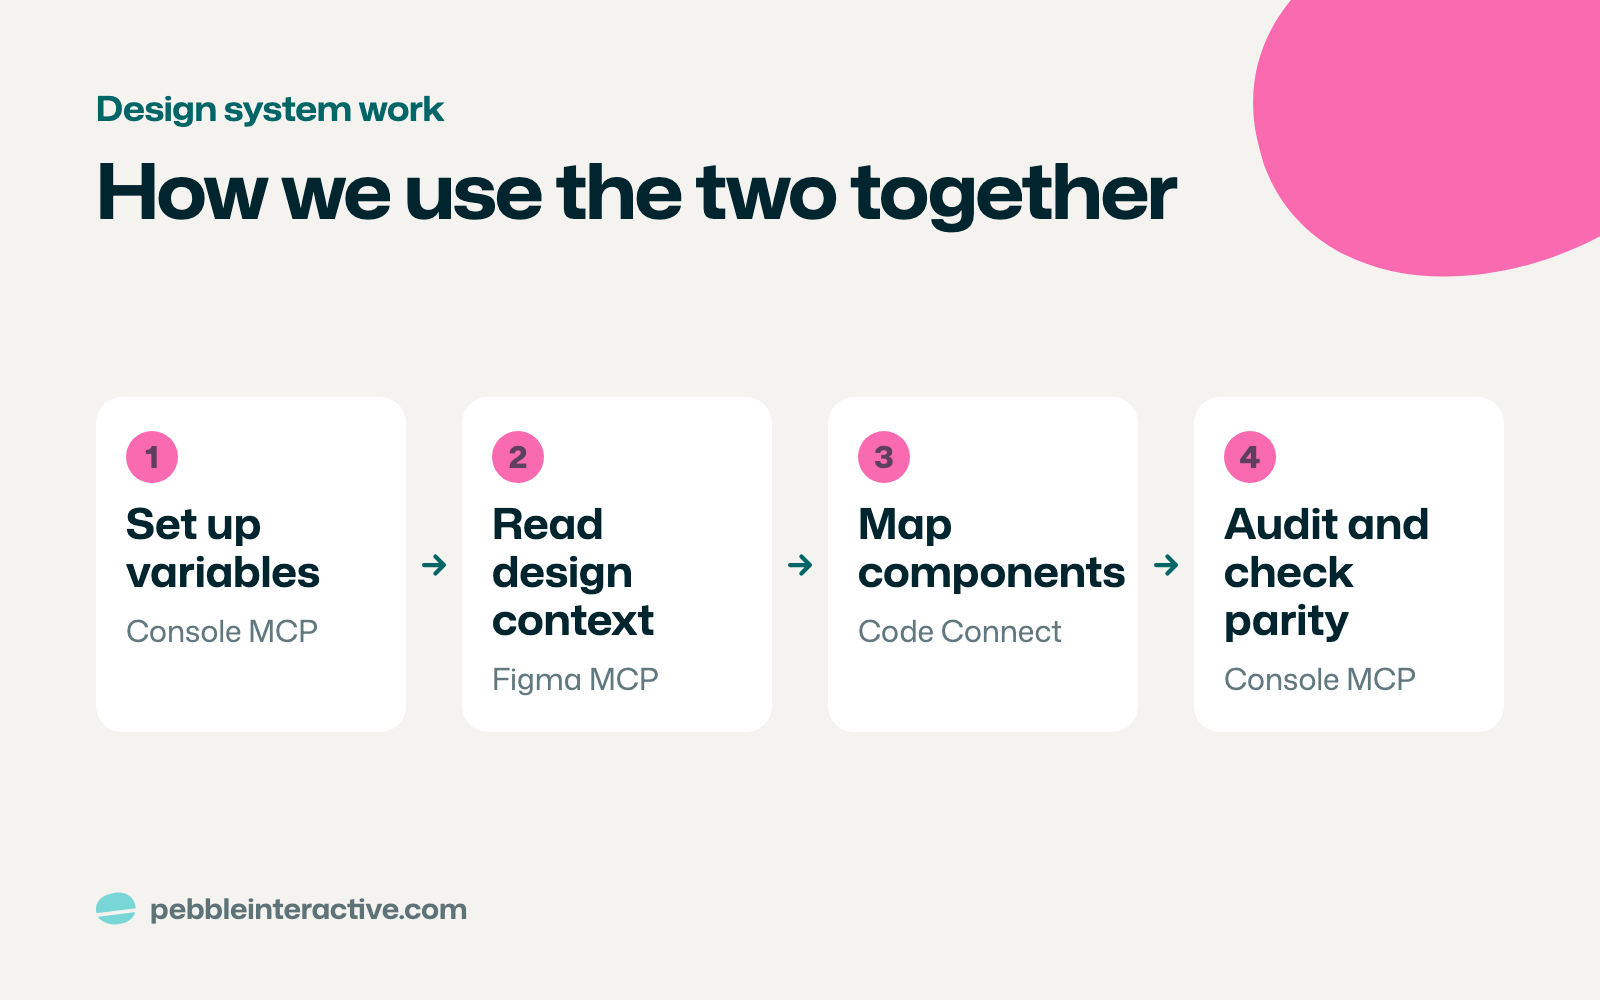 Design system work
How we use the two together
1
Set up
variables
Console MCP
2
Read
design
context
Figma MCP
3
Map
components
Code Connect
4
Audit and
check
parity
Console MCP
pebbleinteractive.com